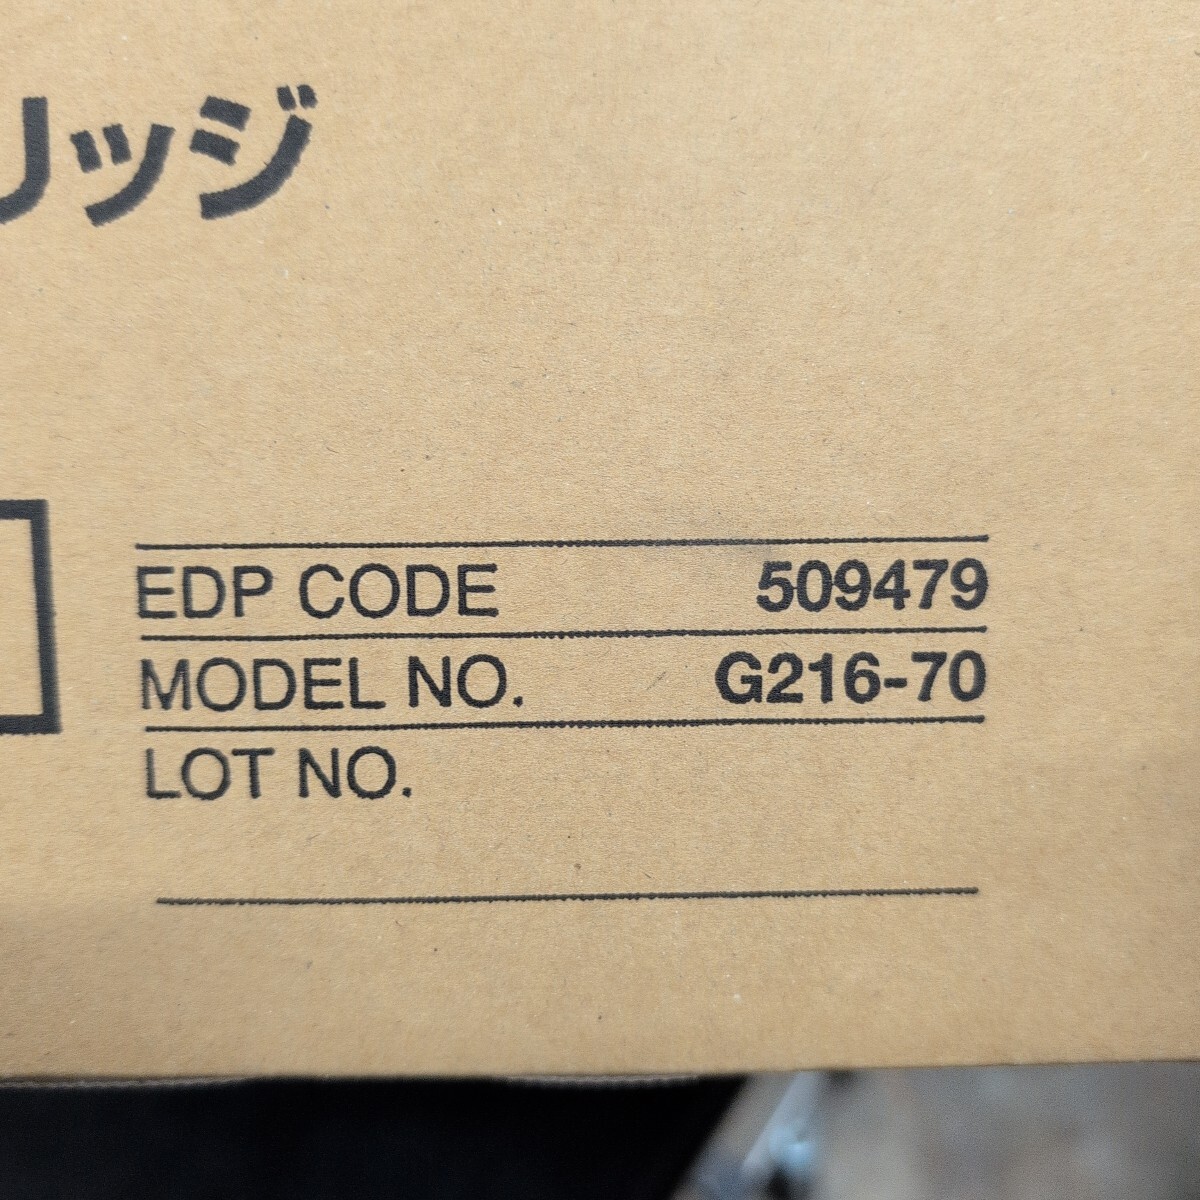 リッジ
EDP CODE 509479
MODEL NO. G216-70
LOT NO.